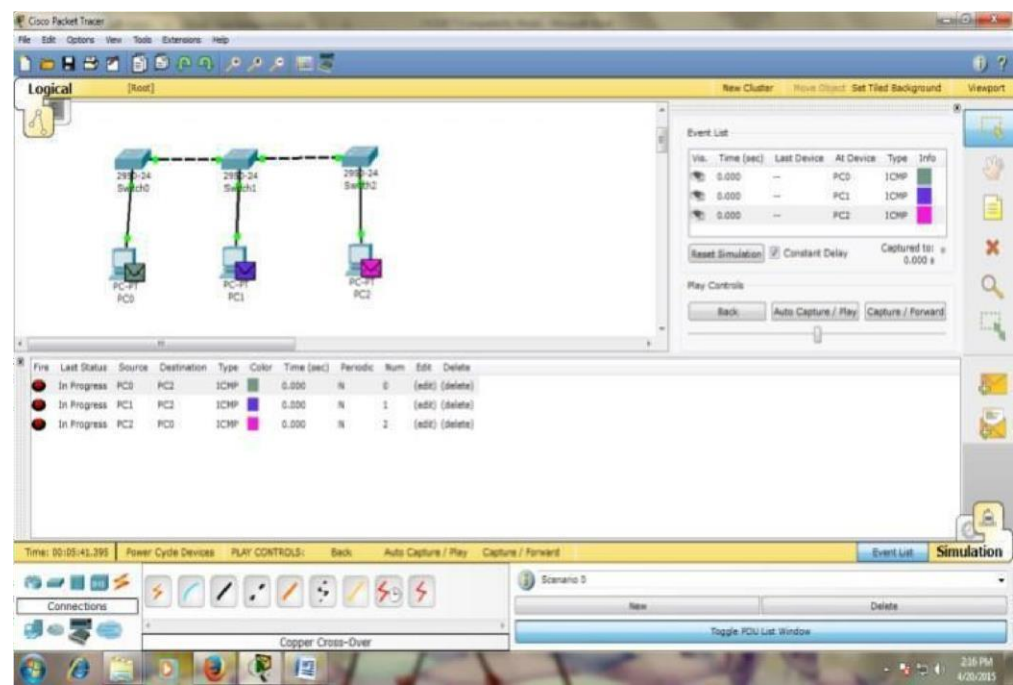 Cisco Packet Tracer
File Edit Options View Tools Extensions Help
Logical [Root] New Cluster Move Object Set Tiled Background Viewport
2950-24
Switch0
2950-24
Switch1
2950-24
Switch2
PC-PT
PC0
PC-PT
PC1
PC-PT
PC2
Event List
Vis. Time (sec) Last Device At Device Type Info
0.000 -- PC0 ICMP
0.000 -- PC1 ICMP
0.000 -- PC2 ICMP
Reset Simulation Constant Delay Captured to:
0.000 s
Play Controls
Back Auto Capture / Play Capture / Forward
Fire Last Status Source Destination Type Color Time (sec) Periodic Num Edit Delete
In Progress PC0 PC2 ICMP 0.000 N 0 (edit) (delete)
In Progress PC1 PC2 ICMP 0.000 N 1 (edit) (delete)
In Progress PC2 PC0 ICMP 0.000 N 2 (edit) (delete)
Time: 00:05:41.395 Power Cycle Devices PLAY CONTROLS: Back Auto Capture / Play Capture / Forward Event List Simulation
Connections
Copper Cross-Over
Scenario 0
New Delete
Toggle PDU List Window
2:16 PM
4/20/2015